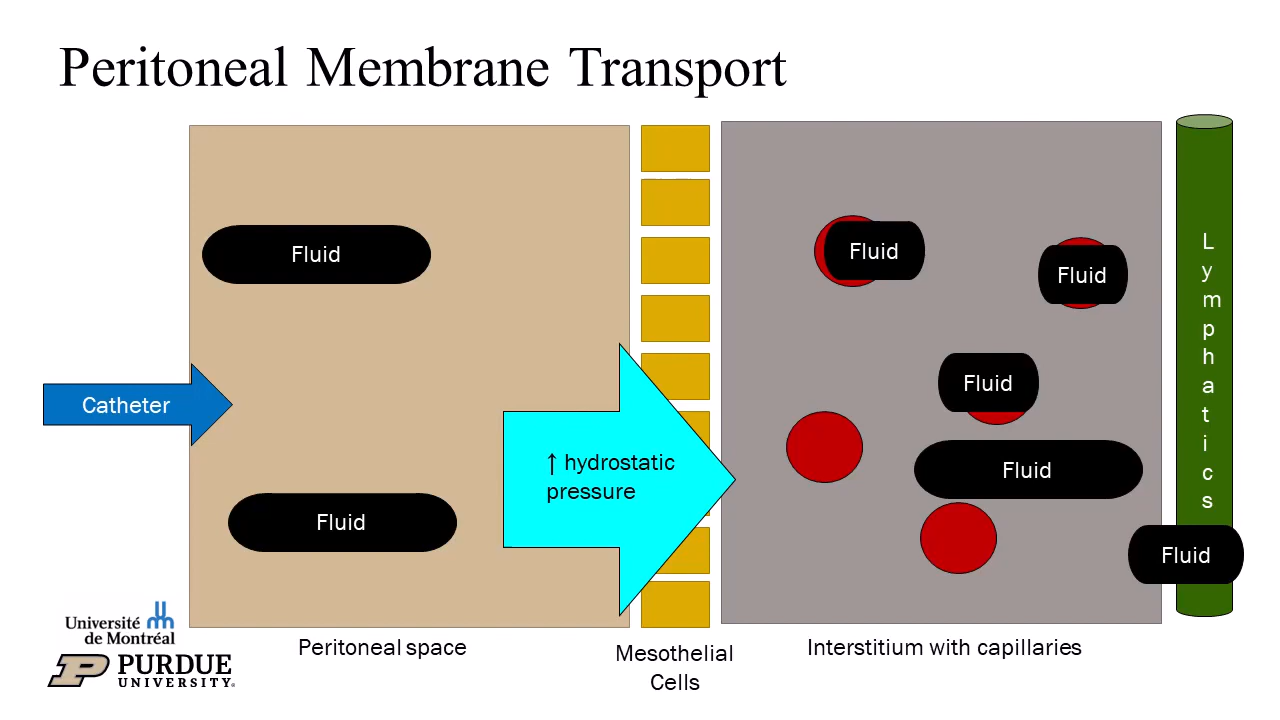 Peritoneal Membrane Transport
Fluid
Fluid
Fluid
Fluid
Catheter
↑ hydrostatic
pressure
Fluid
Fluid
Fluid
L
y
m
p
h
a
t
i
c
s
Fluid
Université
de Montréal
PURDUE
UNIVERSITY®
Peritoneal space
Mesothelial
Cells
Interstitium with capillaries